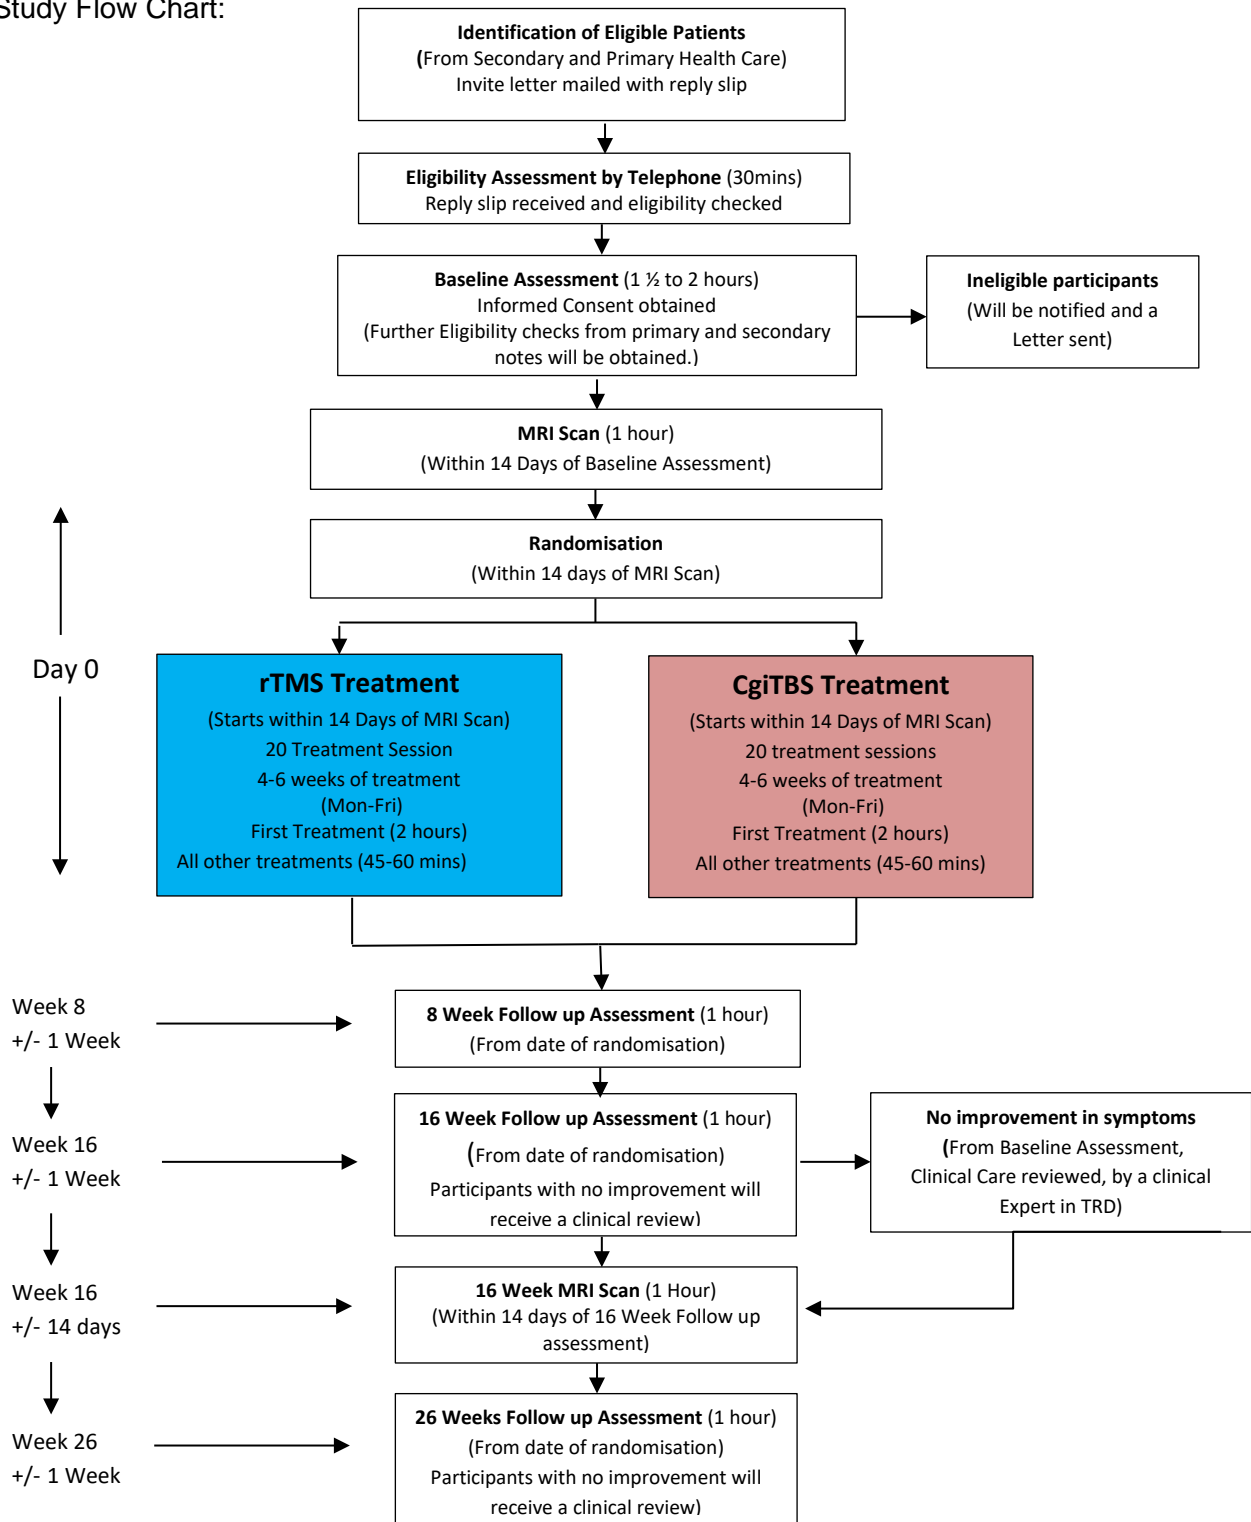 Study Flow Chart:
Identification of Eligible Patients
(From Secondary and Primary Health Care)
Invite letter mailed with reply slip
Eligibility Assessment by Telephone (30mins)
Reply slip received and eligibility checked
Baseline Assessment (1 ½ to 2 hours)
Informed Consent obtained
(Further Eligibility checks from primary and secondary
notes will be obtained.)
Ineligible participants
(Will be notified and a
Letter sent)
MRI Scan (1 hour)
(Within 14 Days of Baseline Assessment)
Randomisation
(Within 14 days of MRI Scan)
Day 0
rTMS Treatment
(Starts within 14 Days of MRI Scan)
20 Treatment Session
4-6 weeks of treatment
(Mon-Fri)
First Treatment (2 hours)
All other treatments (45-60 mins)
CgiTBS Treatment
(Starts within 14 Days of MRI Scan)
20 treatment sessions
4-6 weeks of treatment
(Mon-Fri)
First Treatment (2 hours)
All other treatments (45-60 mins)
Week 8
+/- 1 Week
8 Week Follow up Assessment (1 hour)
(From date of randomisation)
Week 16
+/- 1 Week
16 Week Follow up Assessment (1 hour)
(From date of randomisation)
Participants with no improvement will
receive a clinical review)
No improvement in symptoms
(From Baseline Assessment,
Clinical Care reviewed, by a clinical
Expert in TRD)
Week 16
+/- 14 days
16 Week MRI Scan (1 Hour)
(Within 14 days of 16 Week Follow up
assessment)
Week 26
+/- 1 Week
26 Weeks Follow up Assessment (1 hour)
(From date of randomisation)
Participants with no improvement will
receive a clinical review)